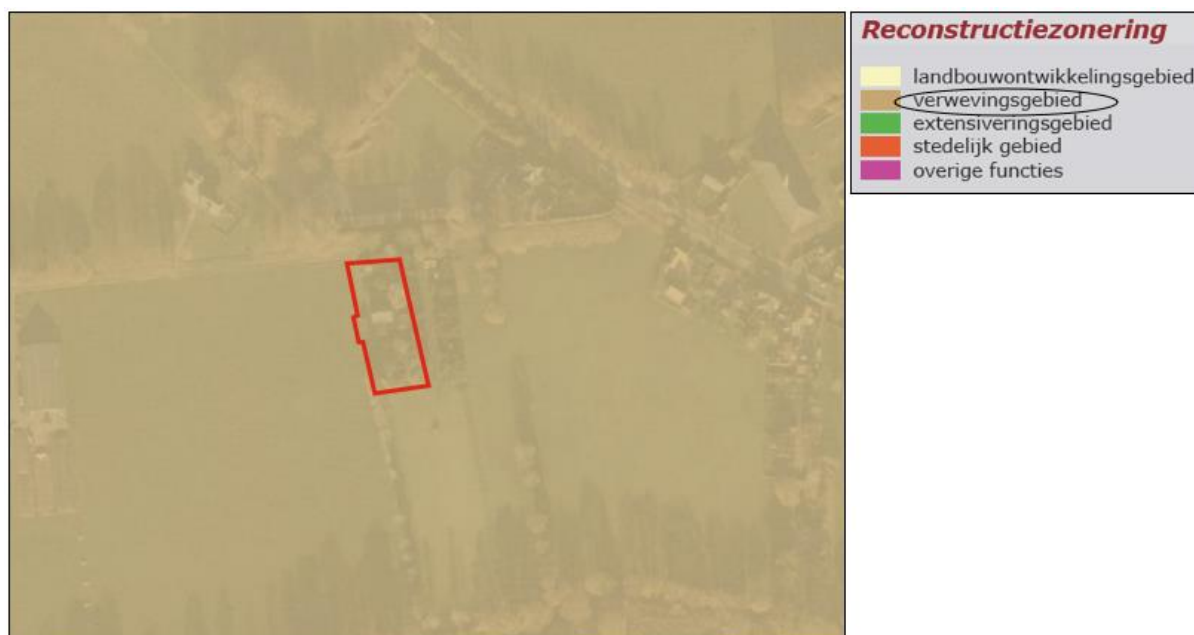 Reconstructiezonering
landbouwontwikkelingsgebied
verwevingsgebied
extensiveringsgebied
stedelijk gebied
overige functies